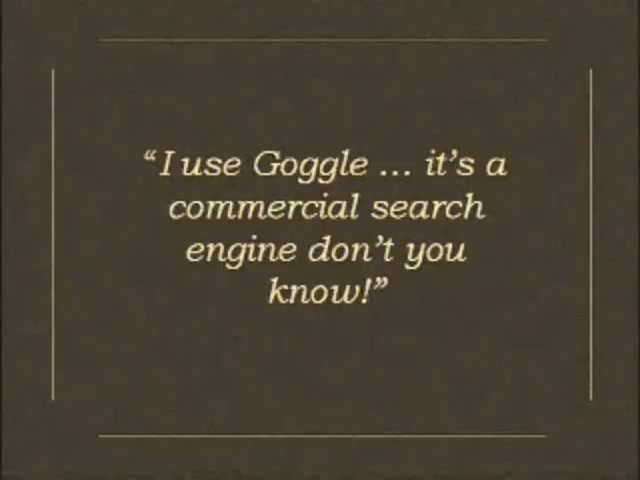 “I use Goggle ... it’s a
commercial search
engine don’t you
know!”